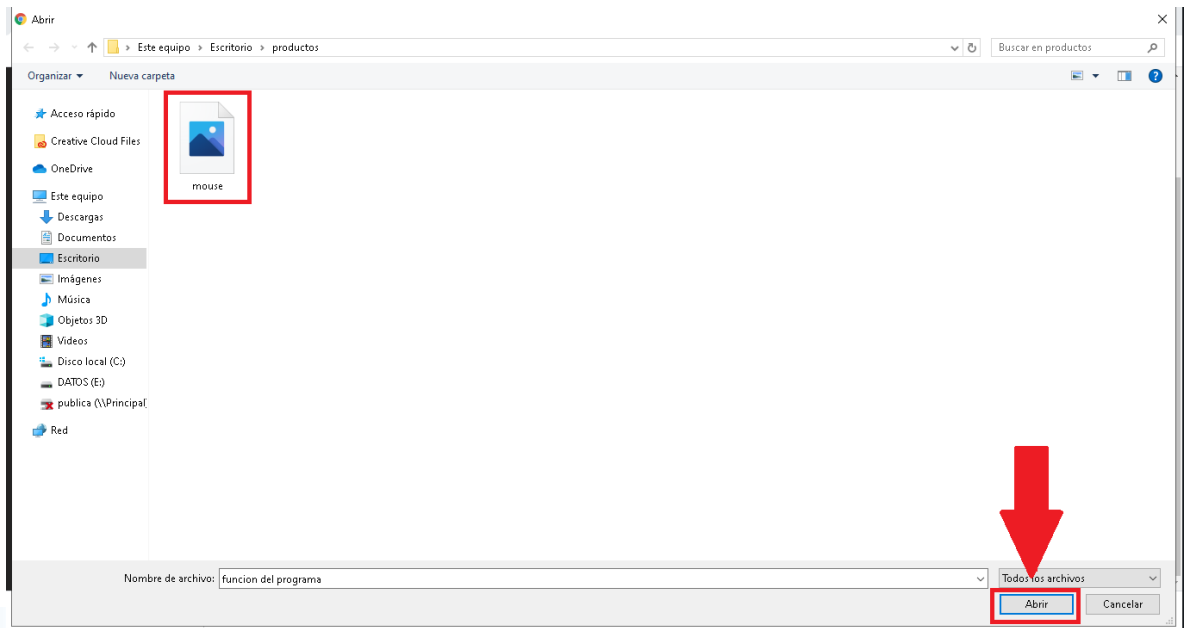 Abrir
Este equipo › Escritorio › productos
Buscar en productos
Organizar
Nueva carpeta
Acceso rápido
Creative Cloud Files
OneDrive
Este equipo
Descargas
Documentos
Escritorio
Imágenes
Música
Objetos 3D
Videos
Disco local (C:)
DATOS (E:)
publica (\\Principal)
Red
mouse
Nombre de archivo: funcion del programa
Todos los archivos
Abrir
Cancelar